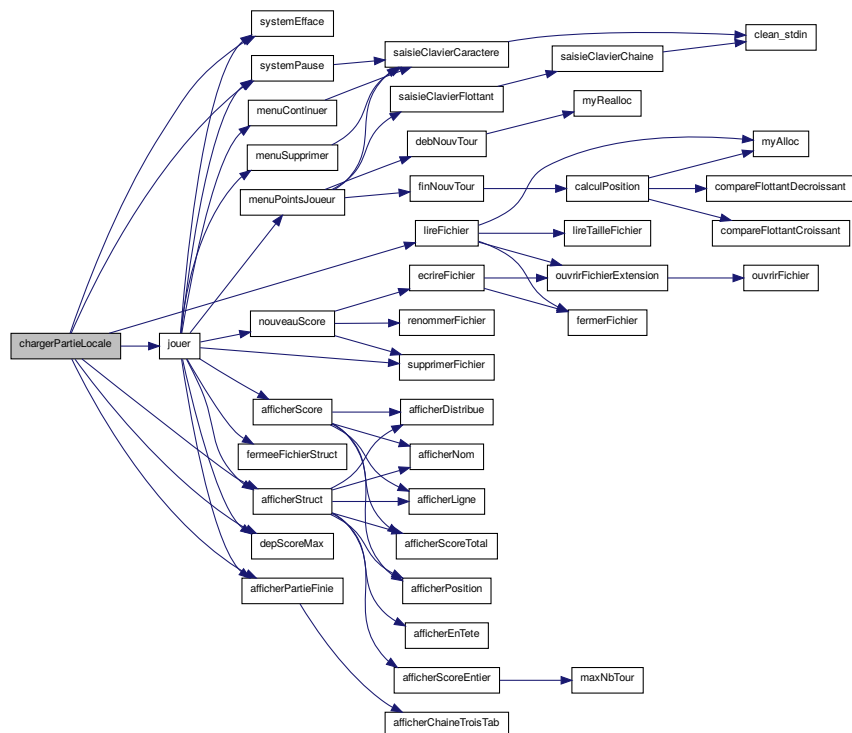 systemEfface
clean_stdin
saisieClavierCaractere
saisieClavierChaine
systemPause
saisieClavierFlottant
myRealloc
menuContinuer
debNouvTour
myAlloc
menuSupprimer
finNouvTour
calculPosition
compareFlottantDecroissant
menuPointsJoueur
lireFichier
lireTailleFichier
compareFlottantCroissant
ecrireFichier
ouvrirFichierExtension
ouvrirFichier
nouveauScore
renommerFichier
fermerFichier
chargerPartieLocale
jouer
supprimerFichier
afficherScore
afficherDistribue
fermeeFichierStruct
afficherNom
afficherStruct
afficherLigne
depScoreMax
afficherScoreTotal
afficherPartieFinie
afficherPosition
afficherEnTete
afficherScoreEntier
maxNbTour
afficherChaineTroisTab